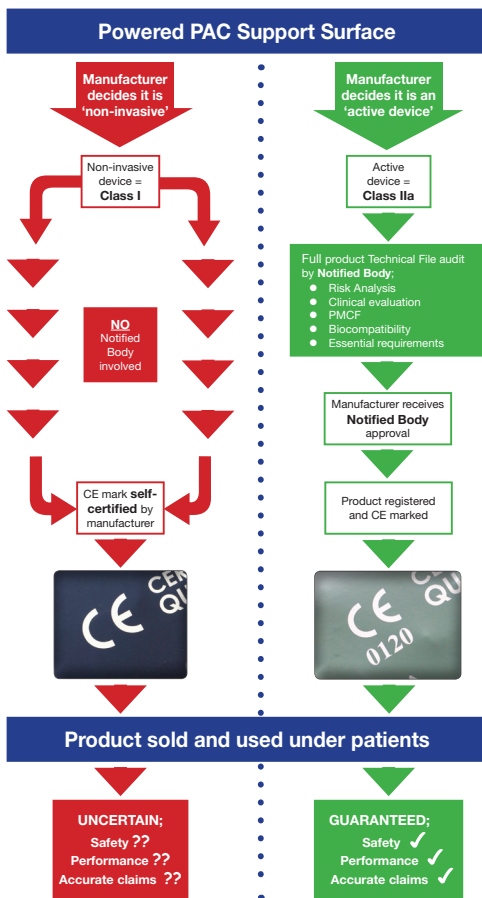 Powered PAC Support Surface
Manufacturer
decides it is
‘non-invasive’
Non-invasive
device =
Class I
NO
Notified
Body
involved
CE mark self-
certified by
manufacturer
CE
CE
QU
Manufacturer
decides it is an
‘active device’
Active
device =
Class IIa
Full product Technical File audit
by Notified Body;
● Risk Analysis
● Clinical evaluation
● PMCF
● Biocompatibility
● Essential requirements
Manufacturer receives
Notified Body
approval
Product registered
and CE marked
CE
0120
QU
Product sold and used under patients
UNCERTAIN;
Safety ??
Performance ??
Accurate claims ??
GUARANTEED;
Safety ✓
Performance ✓
Accurate claims ✓